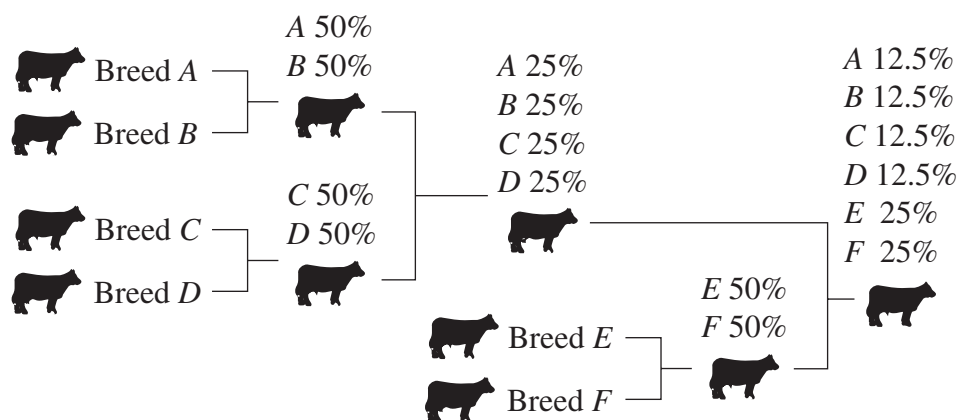 A 50%
B 50%
Breed A
Breed B
C 50%
D 50%
Breed C
Breed D
A 25%
B 25%
C 25%
D 25%
E 50%
F 50%
Breed E
Breed F
A 12.5%
B 12.5%
C 12.5%
D 12.5%
E 25%
F 25%